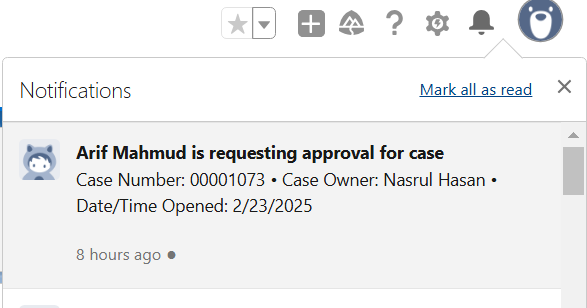 Notifications
Mark all as read
Arif Mahmud is requesting approval for case
Case Number: 00001073 • Case Owner: Nasrul Hasan •
Date/Time Opened: 2/23/2025
8 hours ago